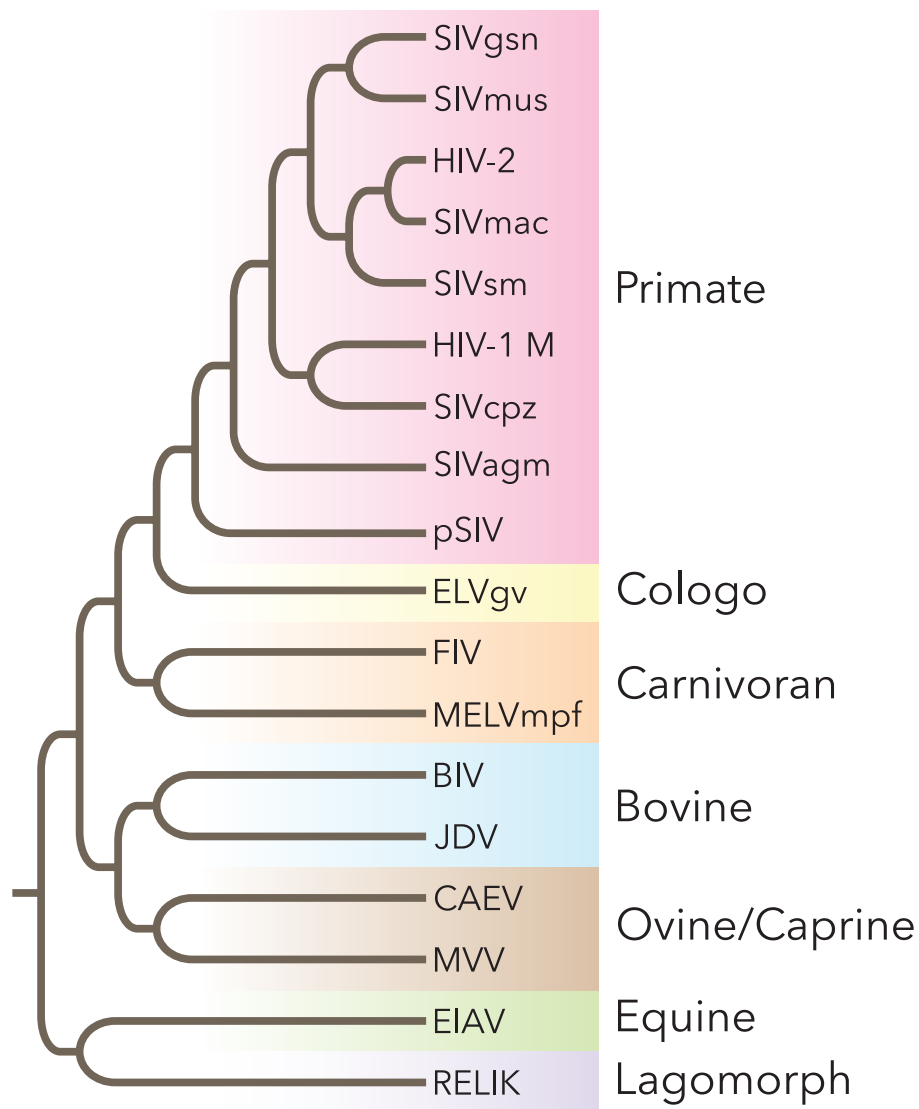 SIVgsn
SIVmus
HIV-2
SIVmac
SIVsm
Primate
HIV-1 M
SIVcpz
SIVagm
pSIV
ELVgv
Cologo
FIV
Carnivoran
MELVmpf
BIV
Bovine
JDV
CAEV
Ovine/Caprine
MVV
EIAV
Equine
RELIK
Lagomorph